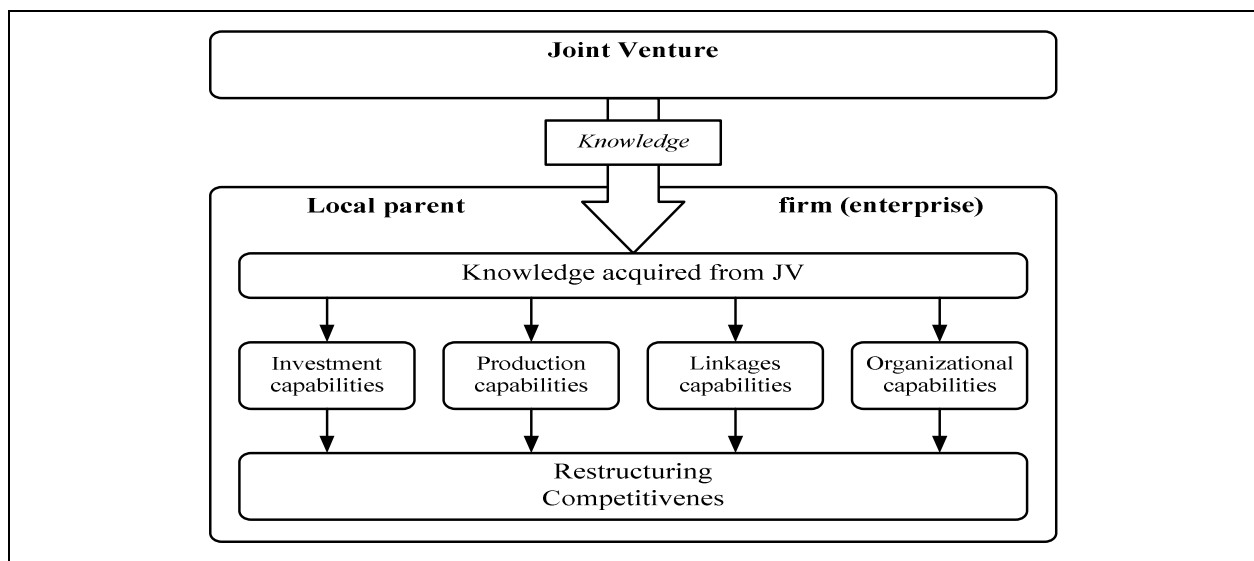 Joint Venture
Knowledge
Local parent firm (enterprise)
Knowledge acquired from JV
Investment
capabilities
Production
capabilities
Linkages
capabilities
Organizational
capabilities
Restructuring
Competitivenes